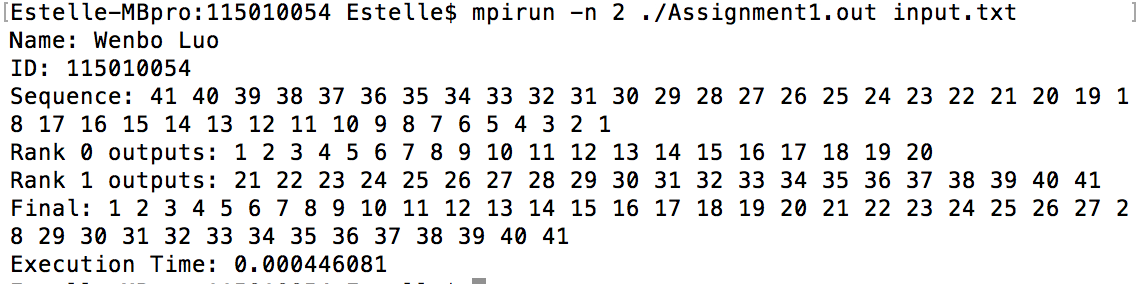 [Estelle-MBpro:115010054 Estelle$ mpirun -n 2 ./Assignment1.out input.txt ]
Name: Wenbo Luo
ID: 115010054
Sequence: 41 40 39 38 37 36 35 34 33 32 31 30 29 28 27 26 25 24 23 22 21 20 19 1
8 17 16 15 14 13 12 11 10 9 8 7 6 5 4 3 2 1
Rank 0 outputs: 1 2 3 4 5 6 7 8 9 10 11 12 13 14 15 16 17 18 19 20
Rank 1 outputs: 21 22 23 24 25 26 27 28 29 30 31 32 33 34 35 36 37 38 39 40 41
Final: 1 2 3 4 5 6 7 8 9 10 11 12 13 14 15 16 17 18 19 20 21 22 23 24 25 26 27 2
8 29 30 31 32 33 34 35 36 37 38 39 40 41
Execution Time: 0.000446081